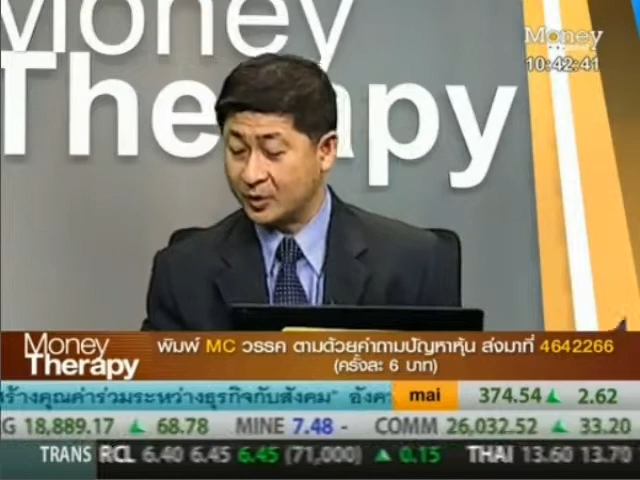 Money
Therapy
Money
10:42:41
Money
Therapy
พิมพ์ MC วรรค ตามด้วยคำถามปัญหาหุ้น ส่งมาที่ 4642266
(ครั้งละ 6 บาท)
สร้างคุณค่าร่วมระหว่างธุรกิจกับสังคม" อังค mai 374.54 ▲ 2.62
G 18,889.17 ▲ 68.78 MINE 7.48 - COMM 26,032.52 ▲ 33.20
TRANS RCL 6.40 6.45 6.45 (71,000) ▲ 0.15 THAI 13.60 13.70